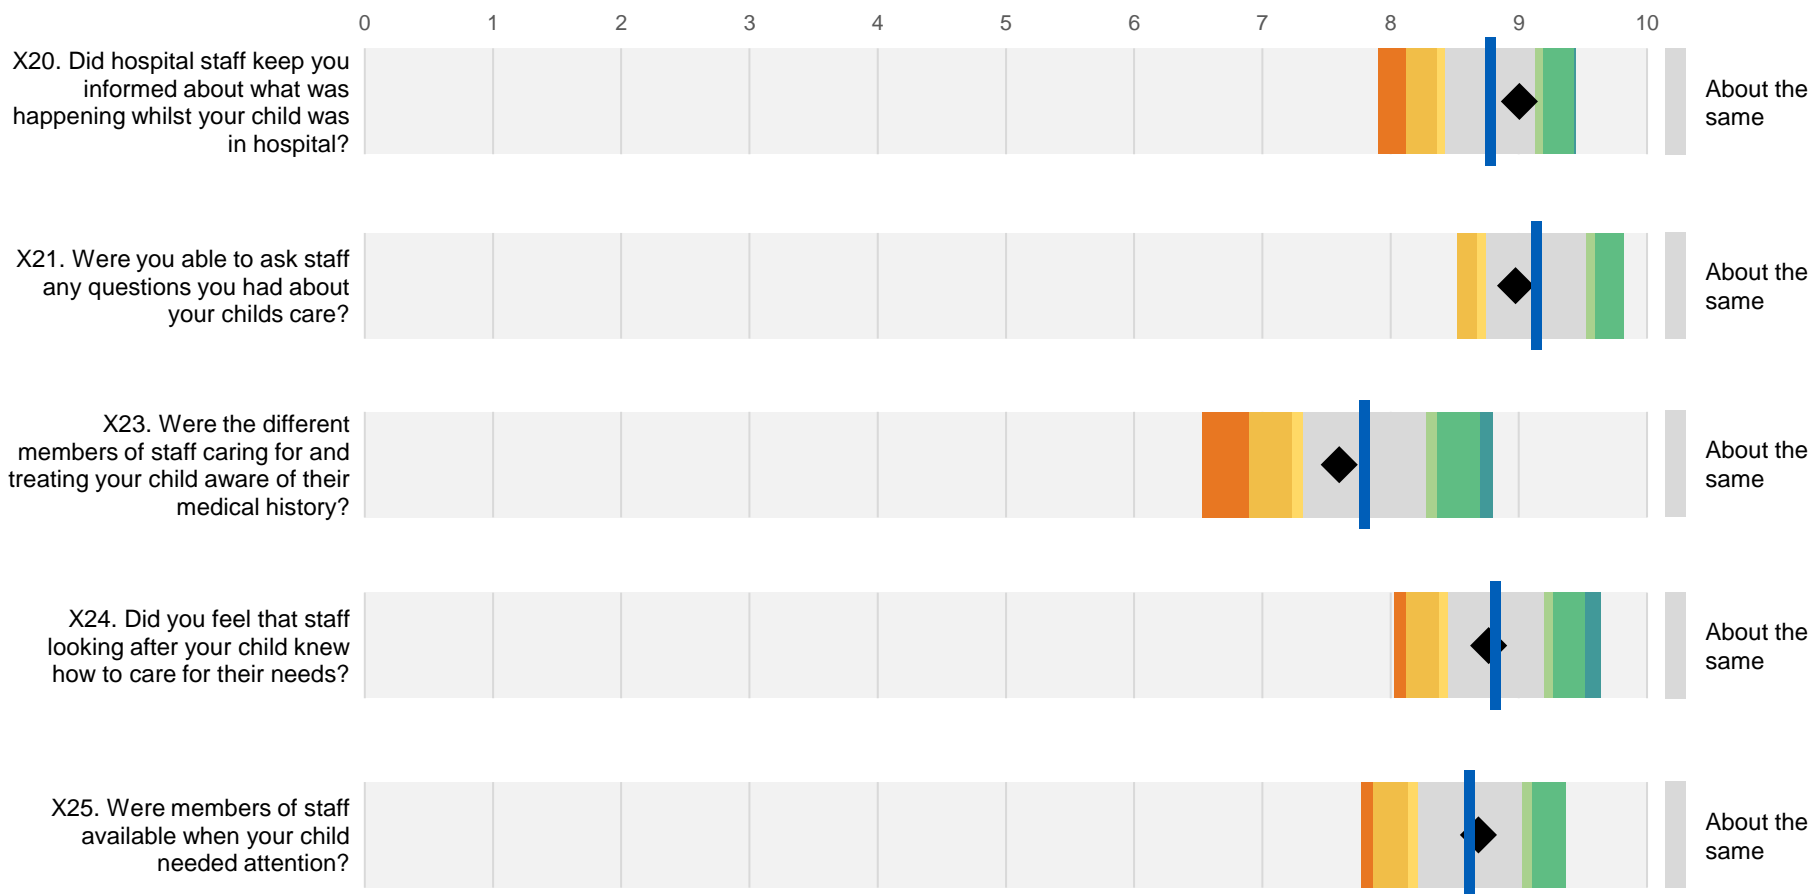 0 1 2 3 4 5 6 7 8 9 10
X20. Did hospital staff keep you
informed about what was
happening whilst your child was
in hospital?
About the
same
X21. Were you able to ask staff
any questions you had about
your childs care?
About the
same
X23. Were the different
members of staff caring for and
treating your child aware of their
medical history?
About the
same
X24. Did you feel that staff
looking after your child knew
how to care for their needs?
About the
same
X25. Were members of staff
available when your child
needed attention?
About the
same